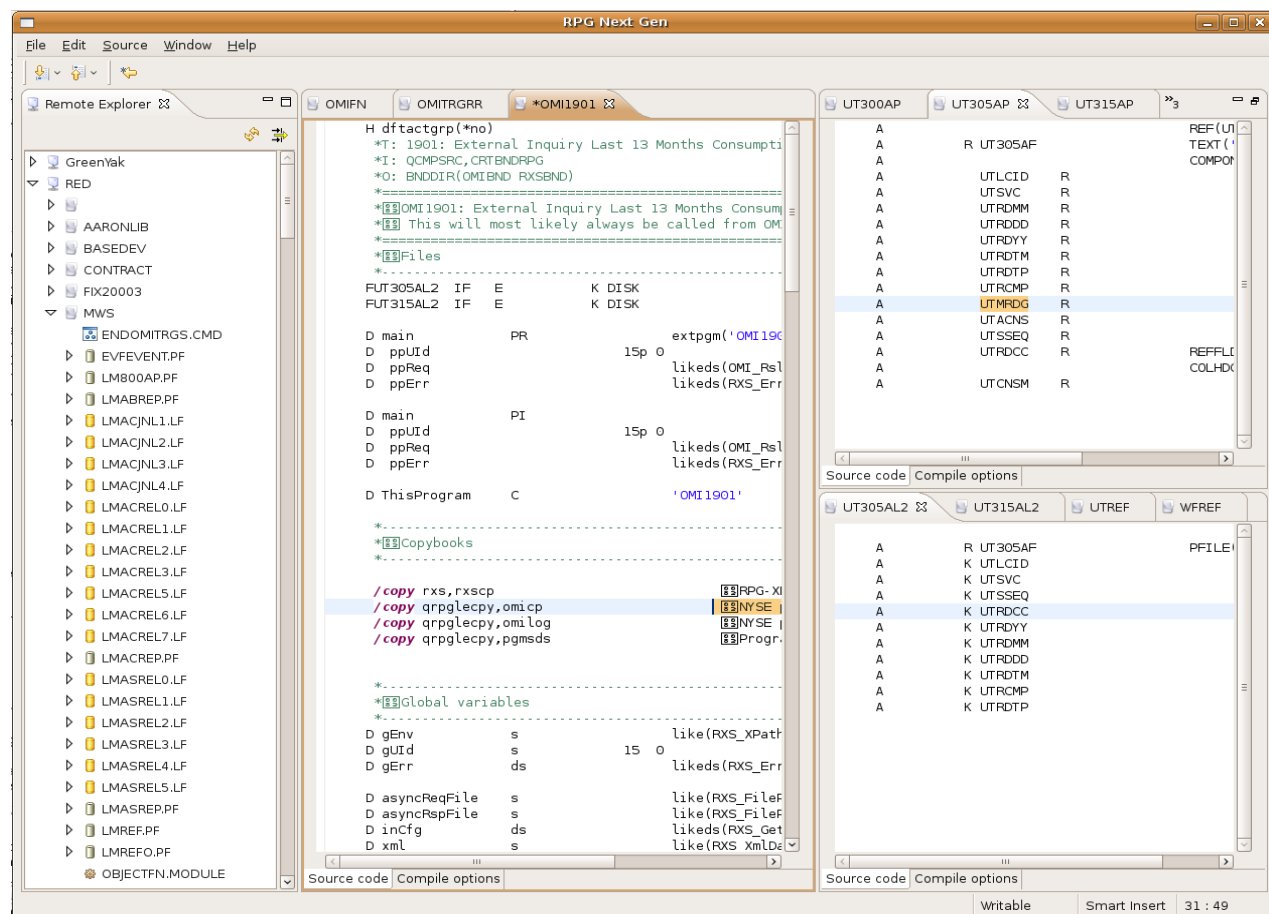 RPG Next Gen
File Edit Source Window Help
Remote Explorer
GreenYak
RED
AARONLIB
BASEDEV
CONTRACT
FIX20003
MWS
ENDOMITRGS.CMD
EVFEVENT.PF
LM800AP.PF
LMABREP.PF
LMACJNL1.LF
LMACJNL2.LF
LMACJNL3.LF
LMACJNL4.LF
LMACREL0.LF
LMACREL1.LF
LMACREL2.LF
LMACREL3.LF
LMACREL5.LF
LMACREL6.LF
LMACREL7.LF
LMACREP.PF
LMASREL0.LF
LMASREL1.LF
LMASREL2.LF
LMASREL3.LF
LMASREL4.LF
LMASREL5.LF
LMASREP.PF
LMREF.PF
LMREFO.PF
OBJECTFN.MODULE
OMIFN OMITRGRR *OMI1901
H dftactgrp(*no)
*T: 1901: External Inquiry Last 13 Months Consumpti
*I: QCMPSRC,CRTBNDRPG
*O: BNDDIR(OMIBND RXSBND)
*==================================================
*OMI1901: External Inquiry Last 13 Months Consum
* This will most likely always be called from OM
*==================================================
*Files
*--------------------------------------------------
FUT305AL2 IF E K DISK
FUT315AL2 IF E K DISK
D main PR extpgm('OMI190
D ppUId 15p 0
D ppReq likeds(OMI_Rsl
D ppErr likeds(RXS_Err
D main PI
D ppUId 15p 0
D ppReq likeds(OMI_Rsl
D ppErr likeds(RXS_Err
D ThisProgram C 'OMI1901'
*--------------------------------------------------
*Copybooks
*--------------------------------------------------
/copy rxs,rxscp RPG-X
/copy qrpglecpy,omicp NYSE
/copy qrpglecpy,omilog NYSE
/copy qrpglecpy,pgmsds Progra
*--------------------------------------------------
*Global variables
*--------------------------------------------------
D gEnv s like(RXS_XPath
D gUId s 15 0
D gErr ds likeds(RXS_Err
D asyncReqFile s like(RXS_FileP
D asyncRspFile s like(RXS_FileP
D inCfg ds likeds(RXS_Get
D xml s like(RXS_XmlDa
Source code Compile options
UT300AP UT305AP UT315AP »3
A REF(UT
A R UT305AF TEXT('
A COMPON
A UTLCID R
A UTSVC R
A UTRDMM R
A UTRDDD R
A UTRDYY R
A UTRDTM R
A UTRDTP R
A UTRCMP R
A UTMRDG R
A UTACNS R
A UTSSEQ R
A UTRDCC R REFFLD
A COLHDG
A UTCNSM R
Source code Compile options
UT305AL2 UT315AL2 UTREF WFREF
A R UT305AF PFILE(
A K UTLCID
A K UTSVC
A K UTSSEQ
A K UTRDCC
A K UTRDYY
A K UTRDMM
A K UTRDDD
A K UTRDTM
A K UTRCMP
A K UTRDTP
Source code Compile options
Writable Smart Insert 31 : 49